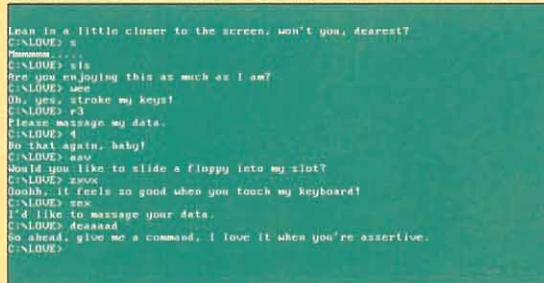 Lean in a little closer to the screen, won't you, dearest?
C:\LOVE> s
Mmmmmmm.....
C:\LOVE> sls
Are you enjoying this as much as I am?
C:\LOVE> wee
Oh, yes, stroke my keys!
C:\LOVE> r3
Please massage my data.
C:\LOVE> 4
Do that again, baby!
C:\LOVE> aav
Would you like to slide a floppy into my slot?
C:\LOVE> zxvx
Ooohh, it feels so good when you touch my keyboard!
C:\LOVE> sex
I'd like to massage your data.
C:\LOVE> deaaaad
Go ahead, give me a command, I love it when you're assertive.
C:\LOVE>